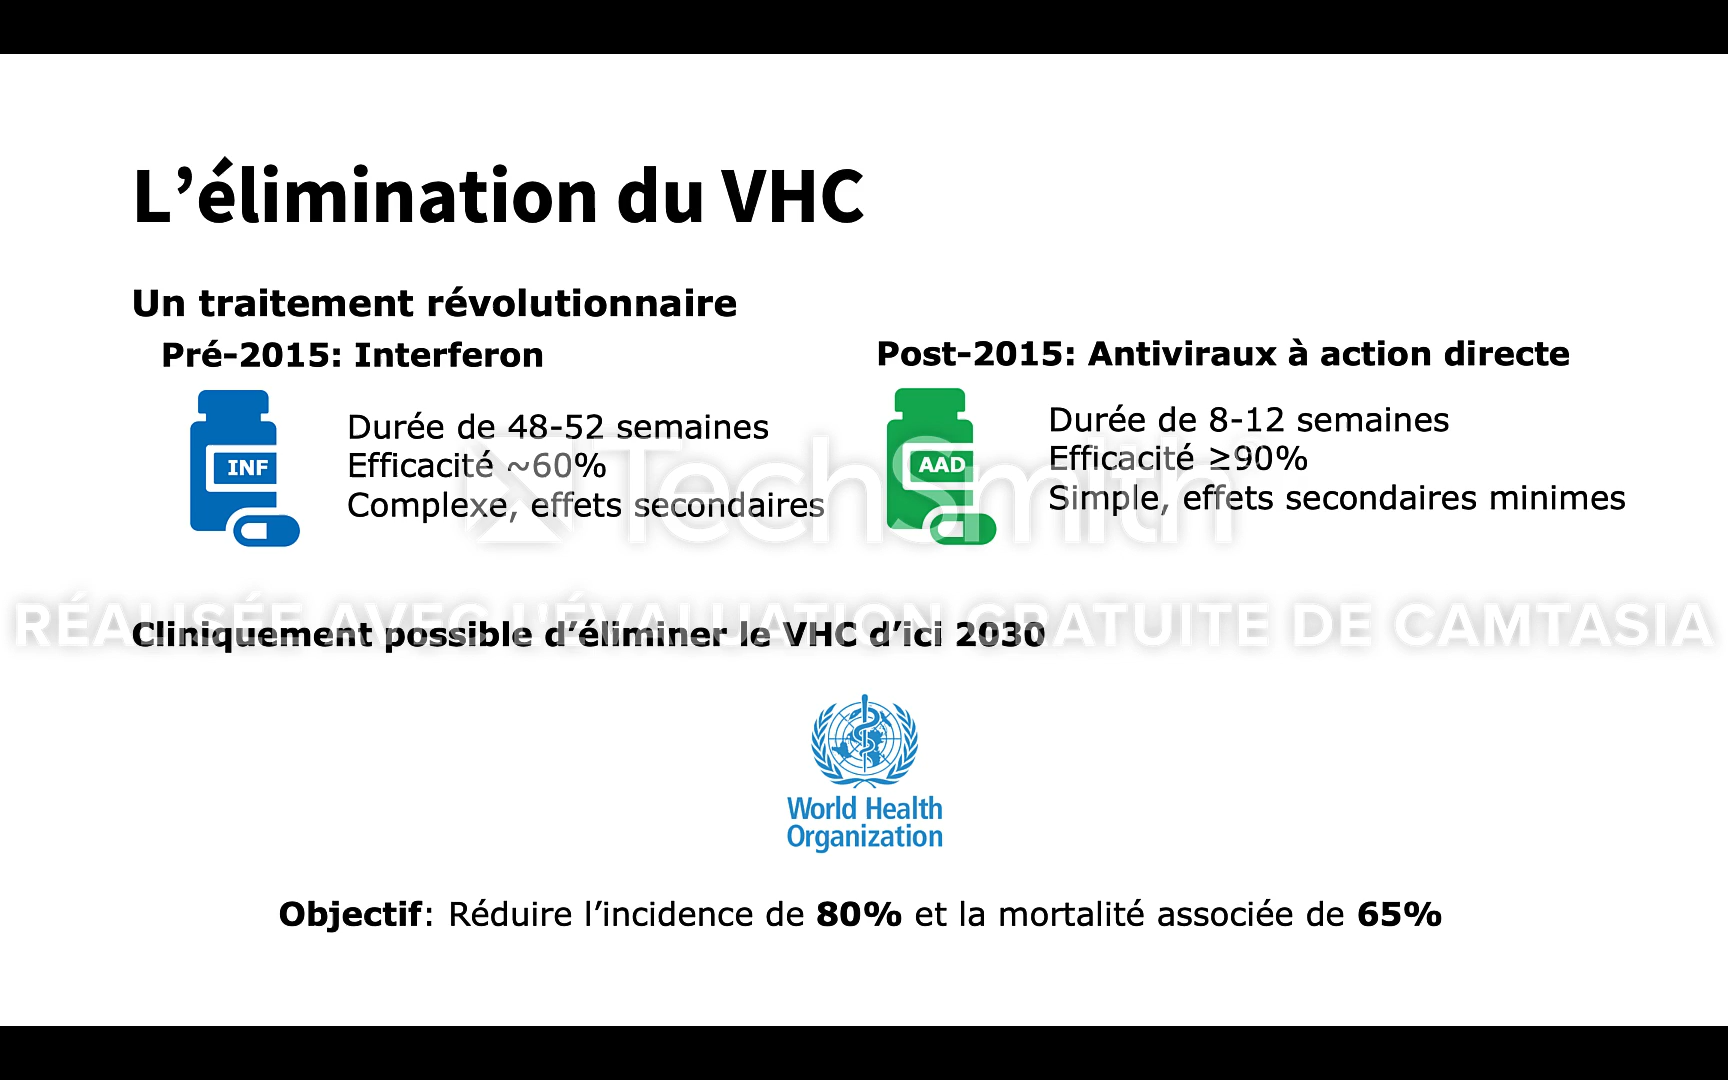 L’élimination du VHC
Un traitement révolutionnaire
Pré-2015: Interferon
INF
Durée de 48-52 semaines
Efficacité ~60%
Complexe, effets secondaires
Post-2015: Antiviraux à action directe
AAD
Durée de 8-12 semaines
Efficacité ≥90%
Simple, effets secondaires minimes
TechSmith
RÉALISÉE AVEC L'ÉVALUATION GRATUITE DE CAMTASIA
Cliniquement possible d’éliminer le VHC d’ici 2030
World Health
Organization
Objectif: Réduire l’incidence de 80% et la mortalité associée de 65%